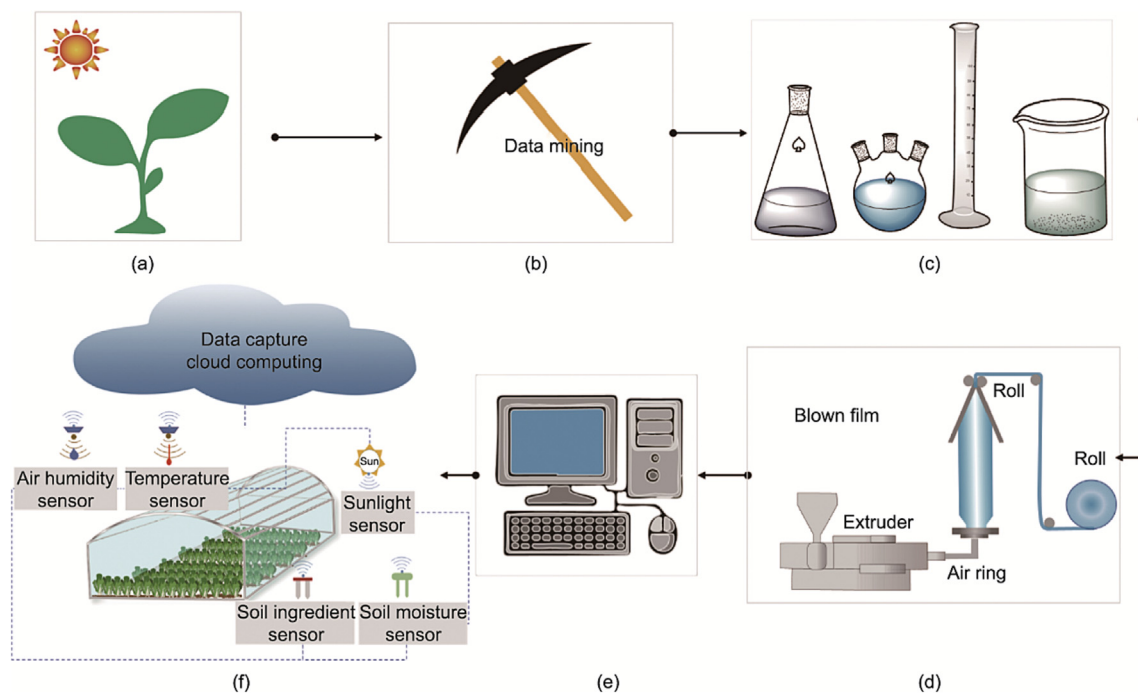 Data mining
(a)
(b)
(c)
Data capture
cloud computing
Air humidity
sensor
Temperature
sensor
Sun
Sunlight
sensor
Soil ingredient
sensor
Soil moisture
sensor
(f)
(e)
Blown film
Roll
Roll
Extruder
Air ring
(d)